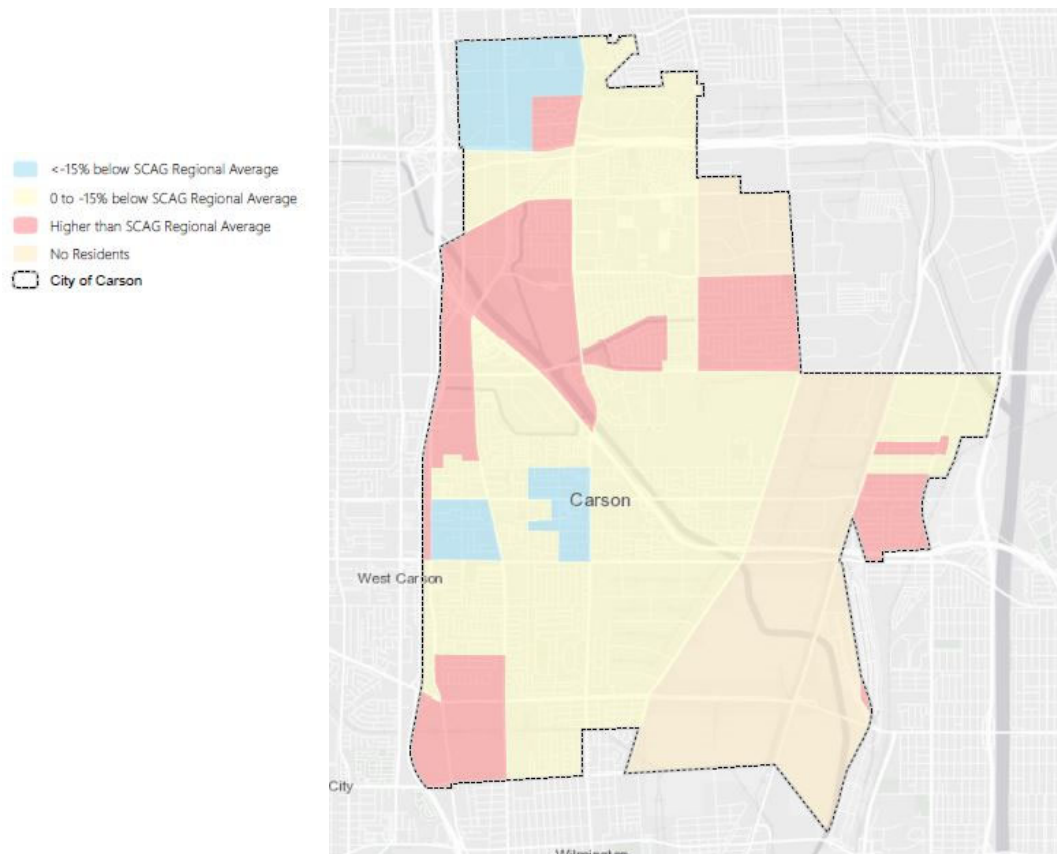 <-15% below SCAG Regional Average
0 to -15% below SCAG Regional Average
Higher than SCAG Regional Average
No Residents
City of Carson
Carson
West Carson
City
Wilmington